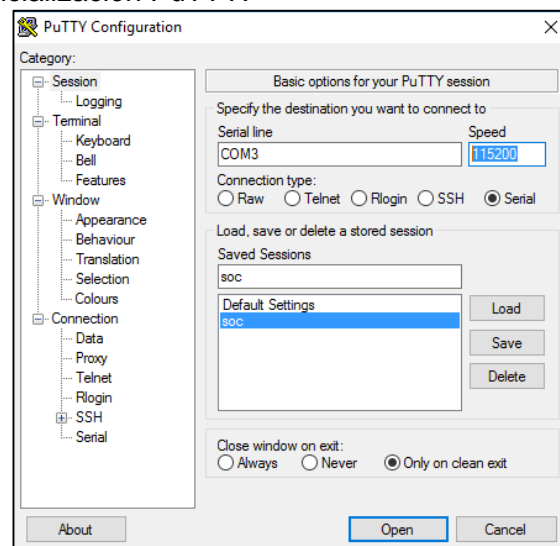 PuTTY Configuration
Category:
Session
Logging
Terminal
Keyboard
Bell
Features
Window
Appearance
Behaviour
Translation
Selection
Colours
Connection
Data
Proxy
Telnet
Rlogin
SSH
Serial
Basic options for your PuTTY session
Specify the destination you want to connect to
Serial line Speed
COM3 115200
Connection type:
Raw Telnet Rlogin SSH Serial
Load, save or delete a stored session
Saved Sessions
soc
Default Settings
soc
Load
Save
Delete
Close window on exit:
Always Never Only on clean exit
About Open Cancel